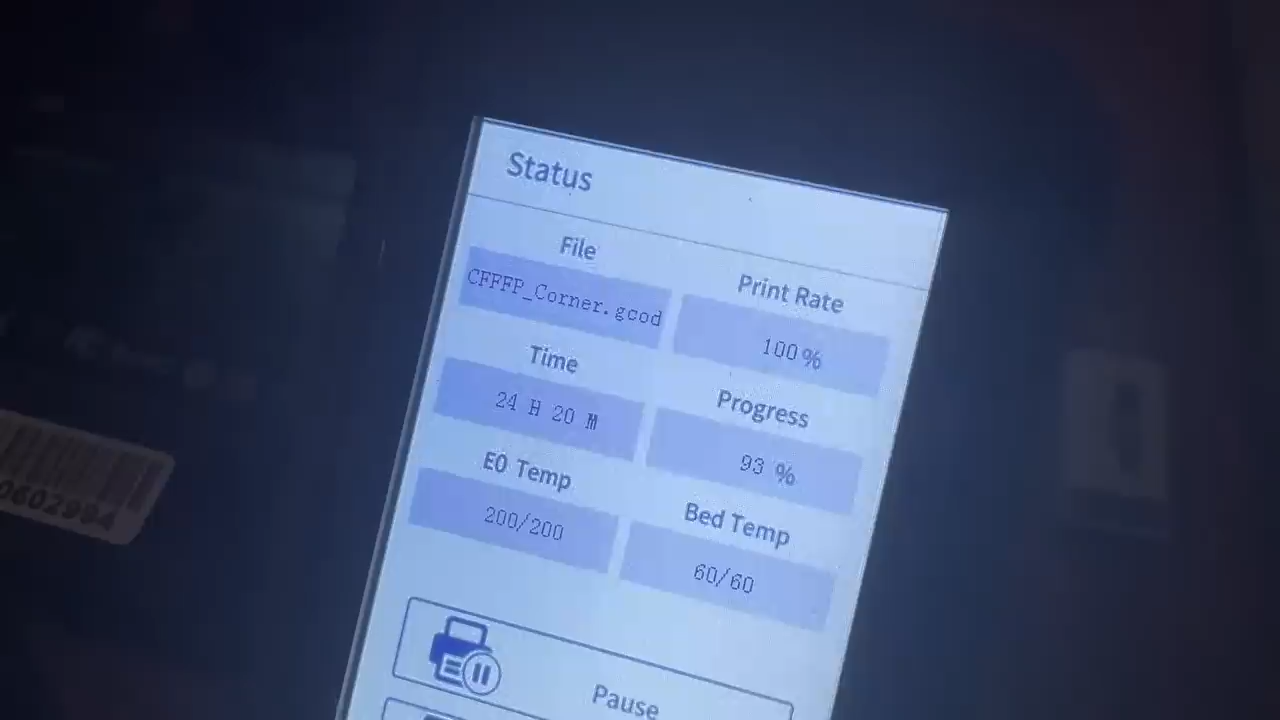 Status
File
CFFFP_Corner.gcod
Print Rate
100%
Time
24 H 20 M
Progress
93 %
E0 Temp
200/200
Bed Temp
60/60
Pause
0602994